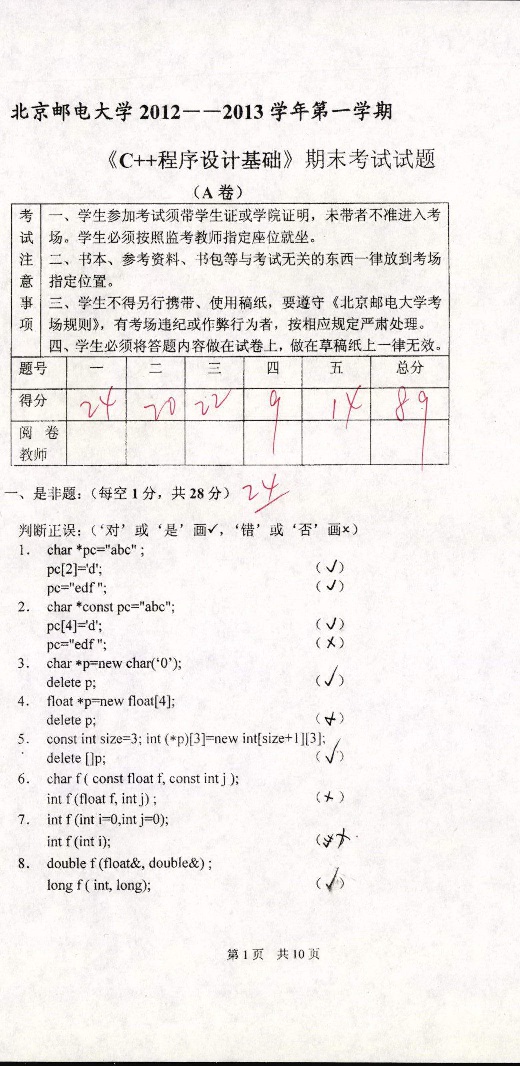 北京邮电大学 2012——2013 学年第一学期
《C++程序设计基础》期末考试试题
（A 卷）
考试注意事项
一、学生参加考试须带学生证或学院证明，未带者不准进入考
场。学生必须按照监考教师指定座位就坐。
二、书本、参考资料、书包等与考试无关的东西一律放到考场
指定位置。
三、学生不得另行携带、使用稿纸，要遵守《北京邮电大学考
场规则》，有考场违纪或作弊行为者，按相应规定严肃处理。
四、学生必须将答题内容做在试卷上，做在草稿纸上一律无效。
题号 一 二 三 四 五 总分
得分 24 20 22 9 14 89
阅 卷
教师
一、是非题：（每空 1 分，共 28 分） 24
判断正误：（‘对’或‘是’画✓，‘错’或‘否’画×）
1. char *pc="abc" ;
pc[2]='d'; （✓）
pc="edf "; （✓）
2. char *const pc="abc";
pc[4]='d'; （✓）
pc="edf "; （×）
3. char *p=new char(‘0’);
delete p; （✓）
4. float *p=new float[4];
delete p; （×）
5. const int size=3; int (*p)[3]=new int[size+1][3];
delete []p; （✓）
6. char f ( const float f, const int j );
int f (float f, int j) ; （×）
7. int f (int i=0,int j=0);
int f (int i); （×）
8. double f (float&, double&) ;
long f ( int, long); （✓）
第 1 页 共 10 页